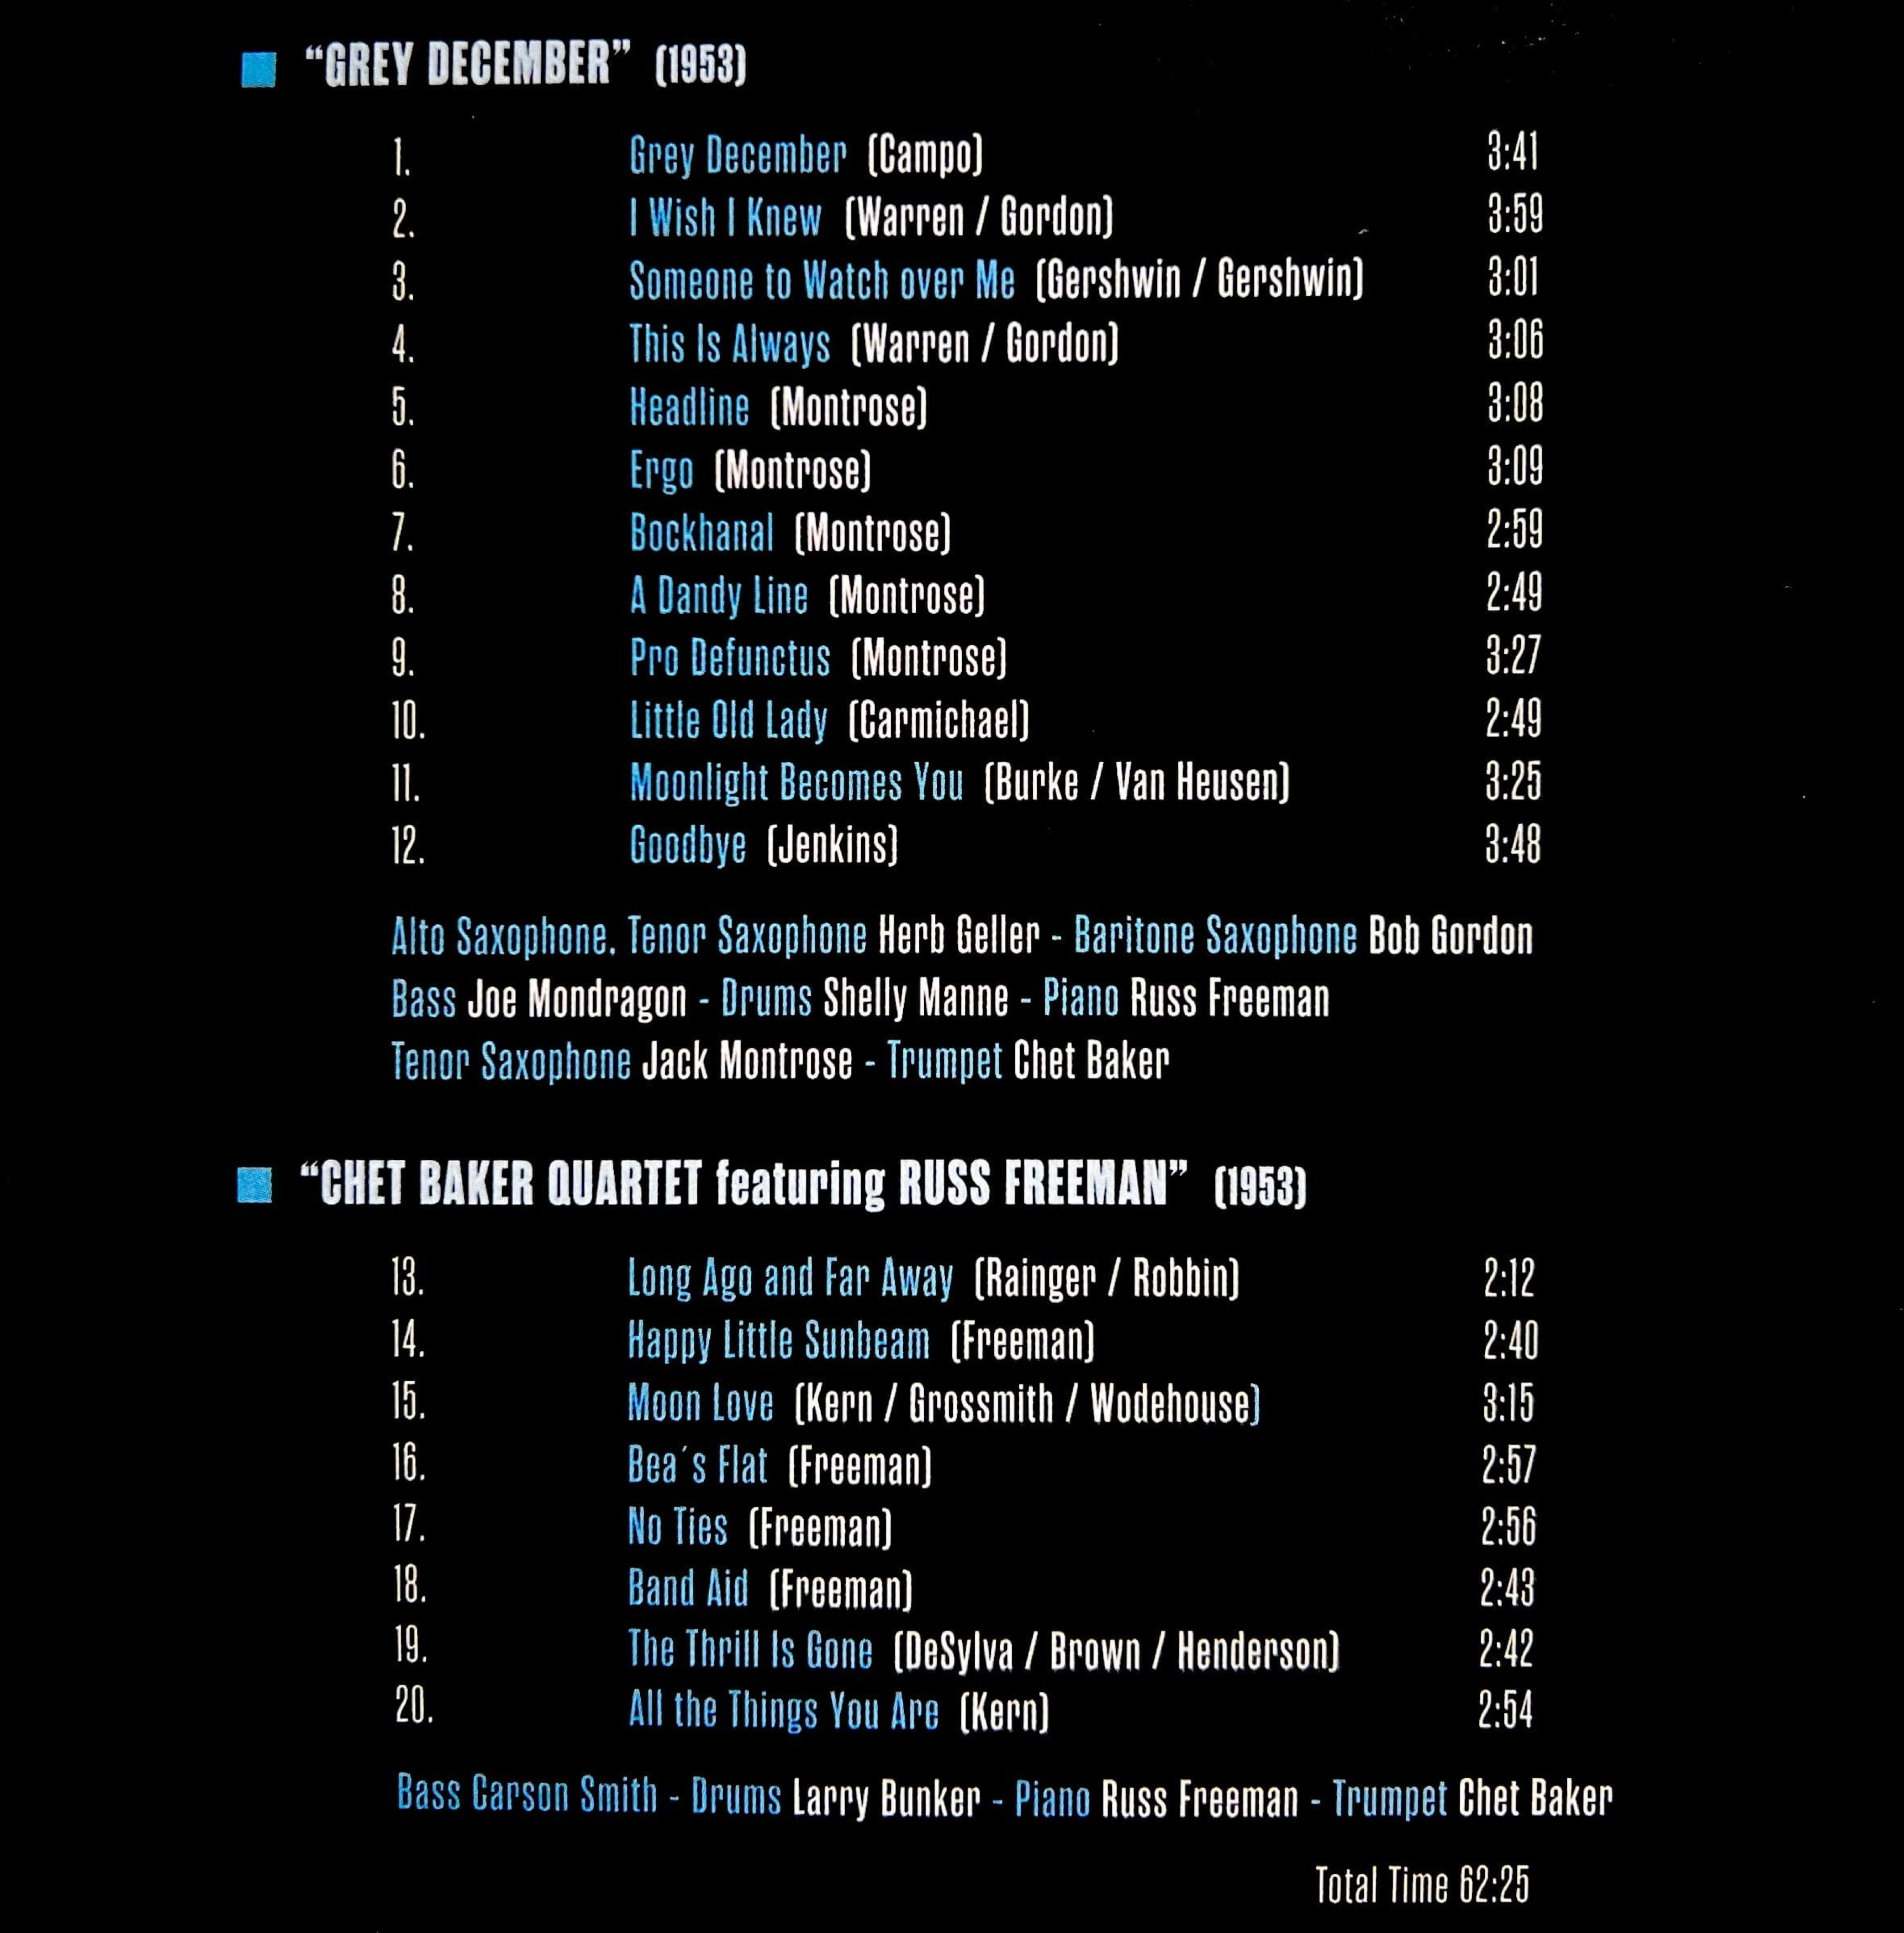 “GREY DECEMBER” (1953)
1. Grey December (Campo) 3:41
2. I Wish I Knew (Warren / Gordon) 3:59
3. Someone to Watch over Me (Gershwin / Gershwin) 3:01
4. This Is Always (Warren / Gordon) 3:06
5. Headline (Montrose) 3:08
6. Ergo (Montrose) 3:09
7. Bockhanal (Montrose) 2:59
8. A Dandy Line (Montrose) 2:49
9. Pro Defunctus (Montrose) 3:27
10. Little Old Lady (Carmichael) 2:49
11. Moonlight Becomes You (Burke / Van Heusen) 3:25
12. Goodbye (Jenkins) 3:48
Alto Saxophone, Tenor Saxophone Herb Geller - Baritone Saxophone Bob Gordon
Bass Joe Mondragon - Drums Shelly Manne - Piano Russ Freeman
Tenor Saxophone Jack Montrose - Trumpet Chet Baker
“CHET BAKER QUARTET featuring RUSS FREEMAN” (1953)
13. Long Ago and Far Away (Rainger / Robbin) 2:12
14. Happy Little Sunbeam (Freeman) 2:40
15. Moon Love (Kern / Grossmith / Wodehouse) 3:15
16. Bea´s Flat (Freeman) 2:57
17. No Ties (Freeman) 2:56
18. Band Aid (Freeman) 2:43
19. The Thrill Is Gone (DeSylva / Brown / Henderson) 2:42
20. All the Things You Are (Kern) 2:54
Bass Carson Smith - Drums Larry Bunker - Piano Russ Freeman - Trumpet Chet Baker
Total Time 62:25